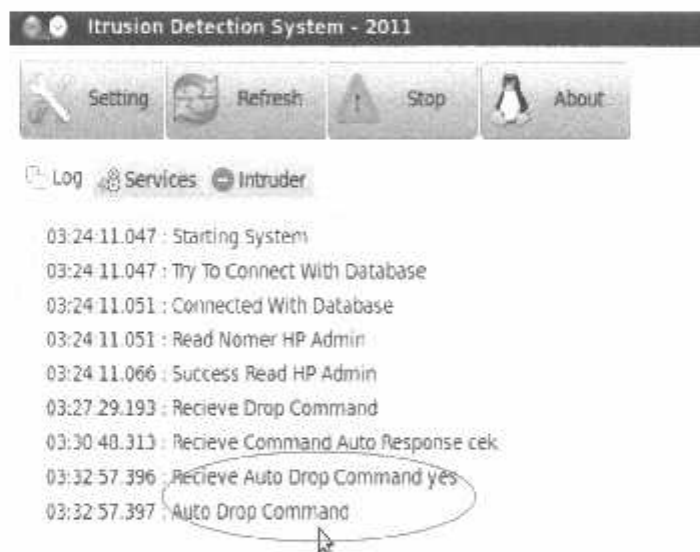 Itrusion Detection System - 2011
Setting Refresh Stop About
Log Services Intruder
03:24:11.047 : Starting System
03:24:11.047 : Try To Connect With Database
03:24:11.051 : Connected With Database
03:24:11.051 : Read Nomer HP Admin
03:24:11.066 : Success Read HP Admin
03:27:29.193 : Recieve Drop Command
03:30:48.313 : Recieve Command Auto Response cek
03:32:57.396 : Recieve Auto Drop Command yes
03:32:57.397 : Auto Drop Command